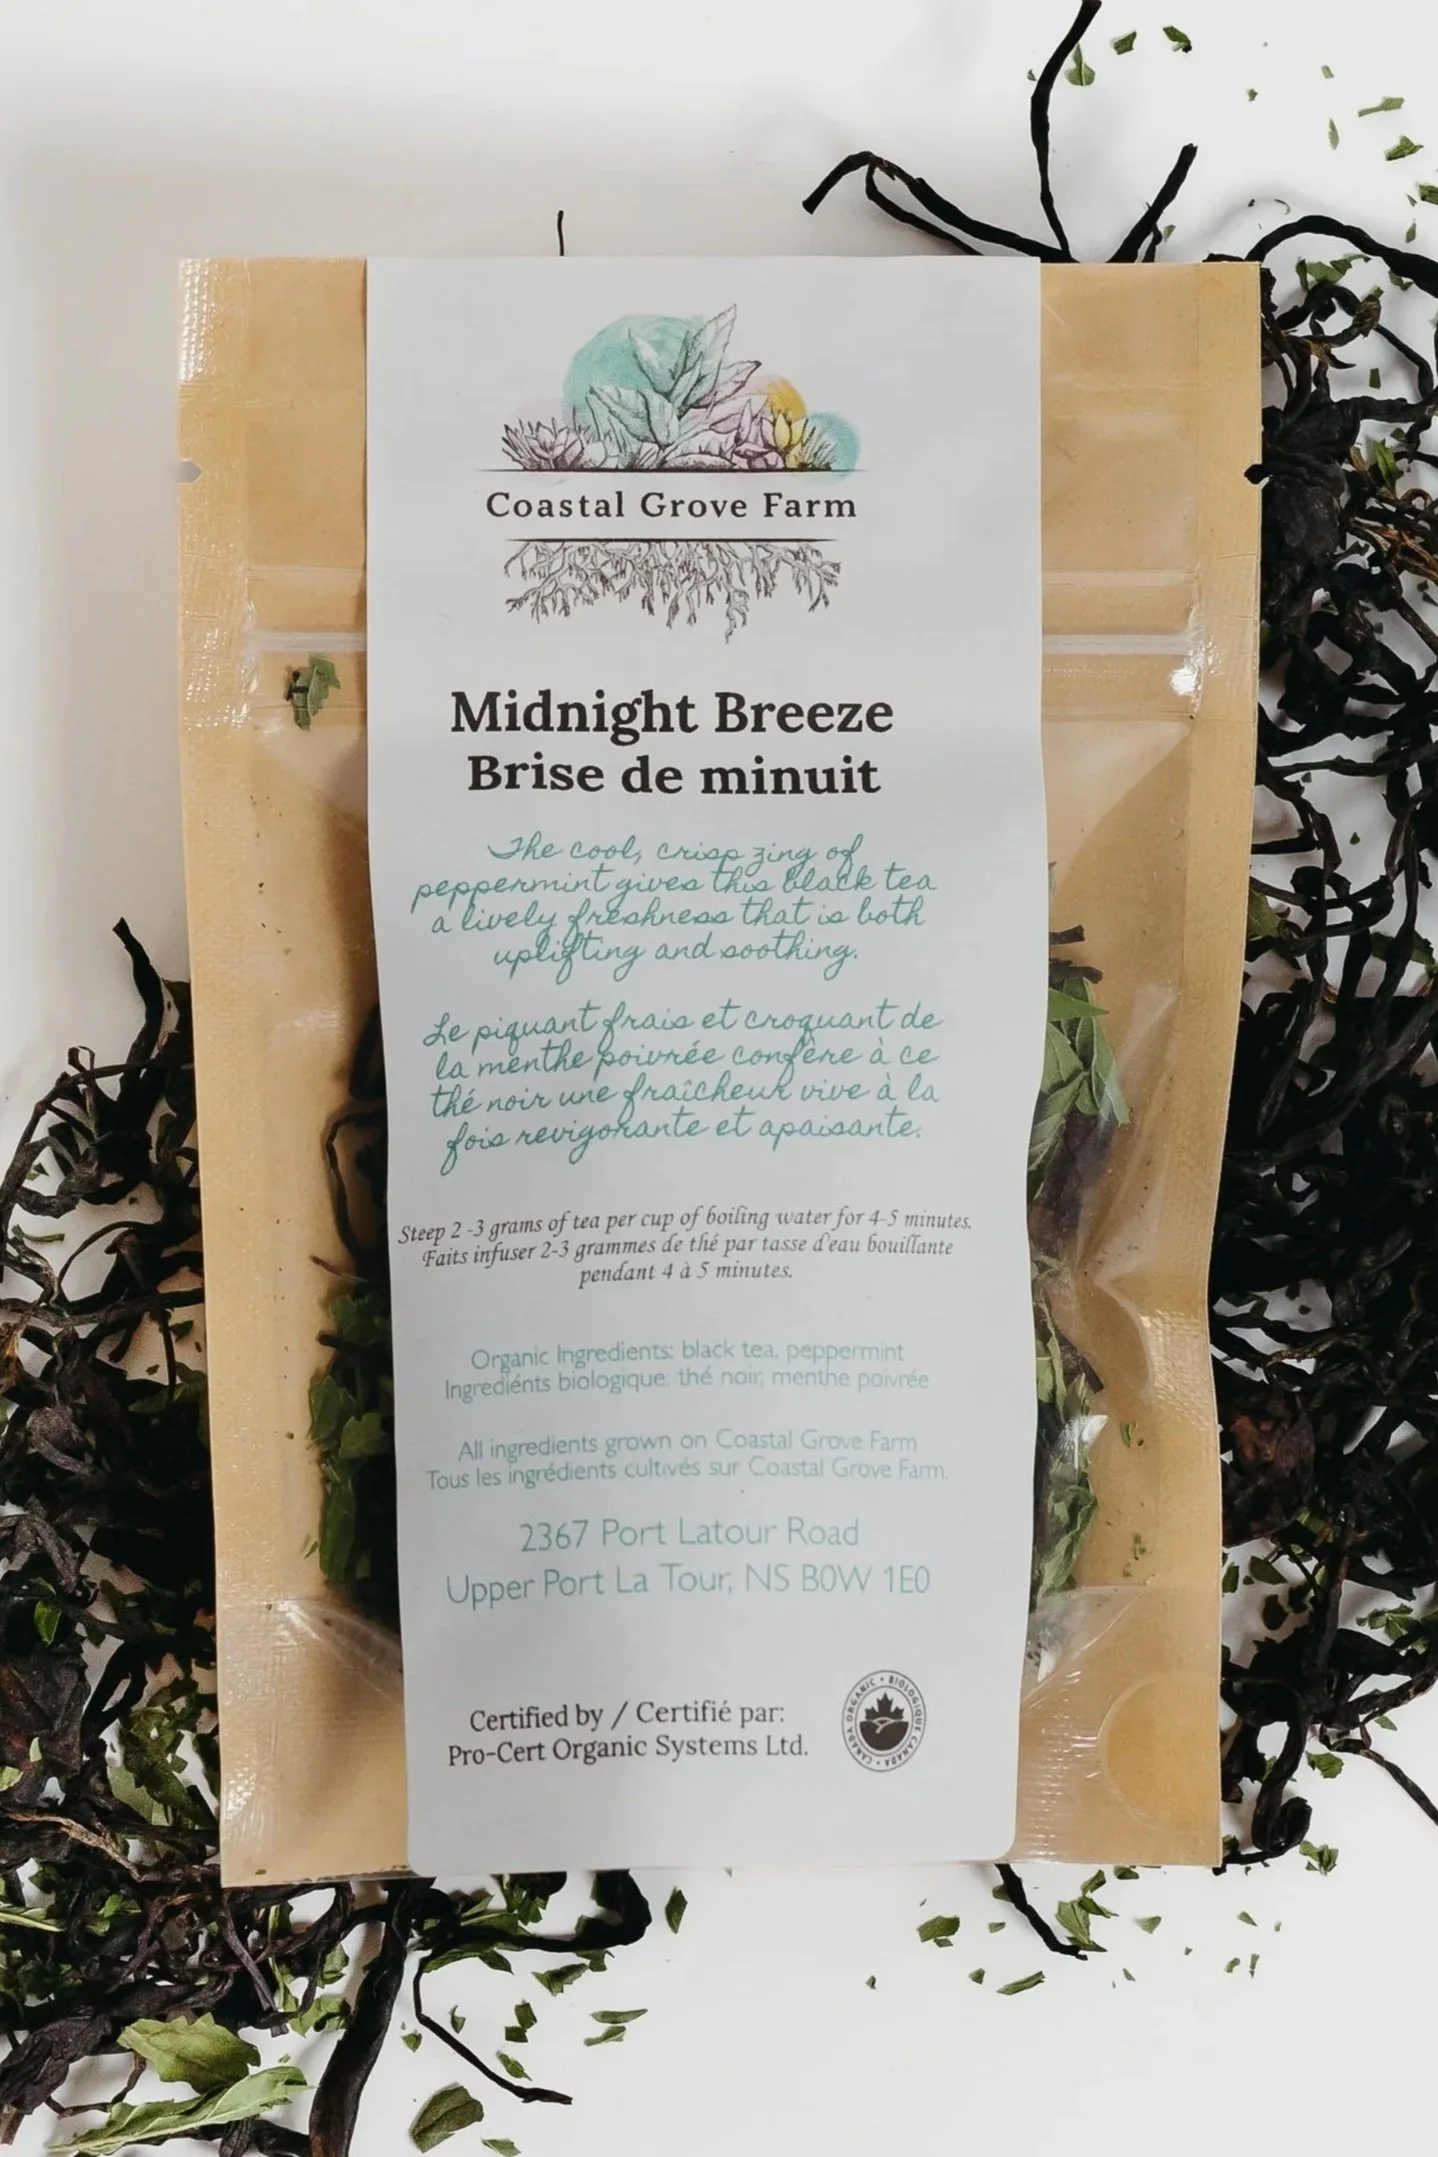 Coastal Grove Farm
Midnight Breeze
Brise de minuit
The cool, crisp zing of
peppermint gives this black tea
a lively freshness that is both
uplifting and soothing.
Le piquant frais et croquant de
la menthe poivrée confère à ce
thé noir une fraîcheur vive à la
fois revigorante et apaisante.
Steep 2 -3 grams of tea per cup of boiling water for 4-5 minutes.
Faits infuser 2-3 grammes de thé par tasse d'eau bouillante
pendant 4 à 5 minutes.
Organic Ingredients: black tea, peppermint
Ingrediénts biologique: thé noir, menthe poivrée
All ingredients grown on Coastal Grove Farm
Tous les ingrédients cultivés sur Coastal Grove Farm.
2367 Port Latour Road
Upper Port La Tour, NS B0W 1E0
Certified by / Certifié par:
Pro-Cert Organic Systems Ltd.
CANADA ORGANIC • BIOLOGIQUE CANADA •